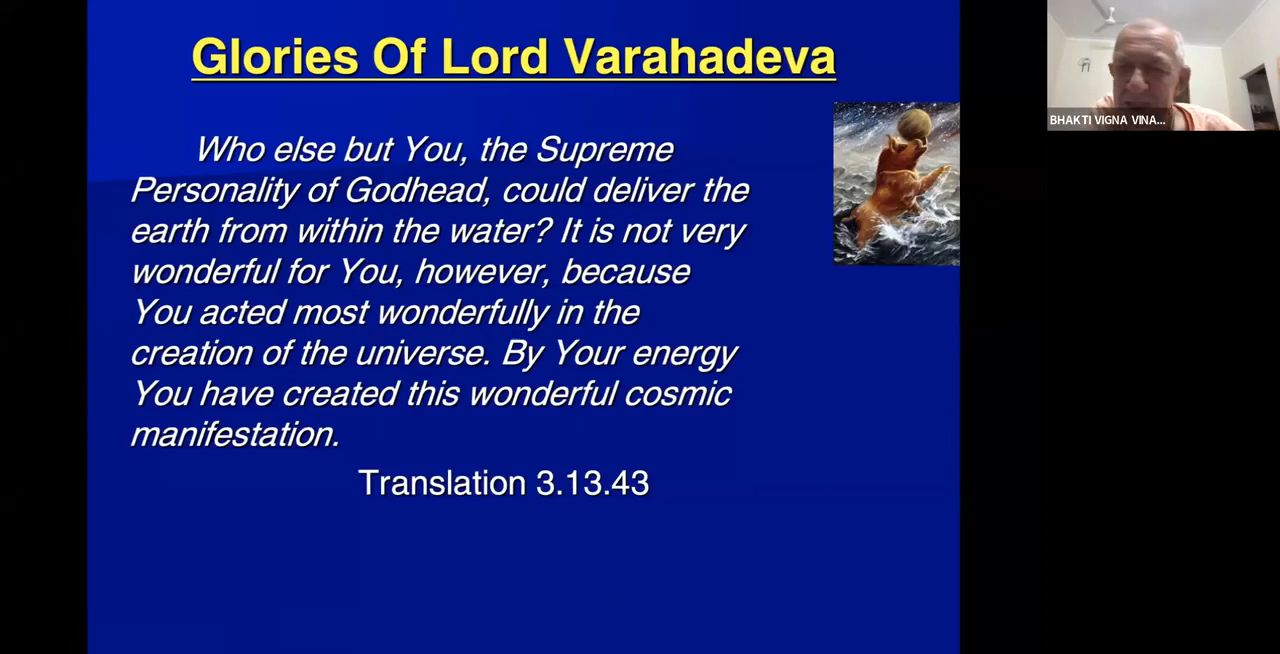 Glories Of Lord Varahadeva
Who else but You, the Supreme
Personality of Godhead, could deliver the
earth from within the water? It is not very
wonderful for You, however, because
You acted most wonderfully in the
creation of the universe. By Your energy
You have created this wonderful cosmic
manifestation.
Translation 3.13.43
BHAKTI VIGNA VINA...